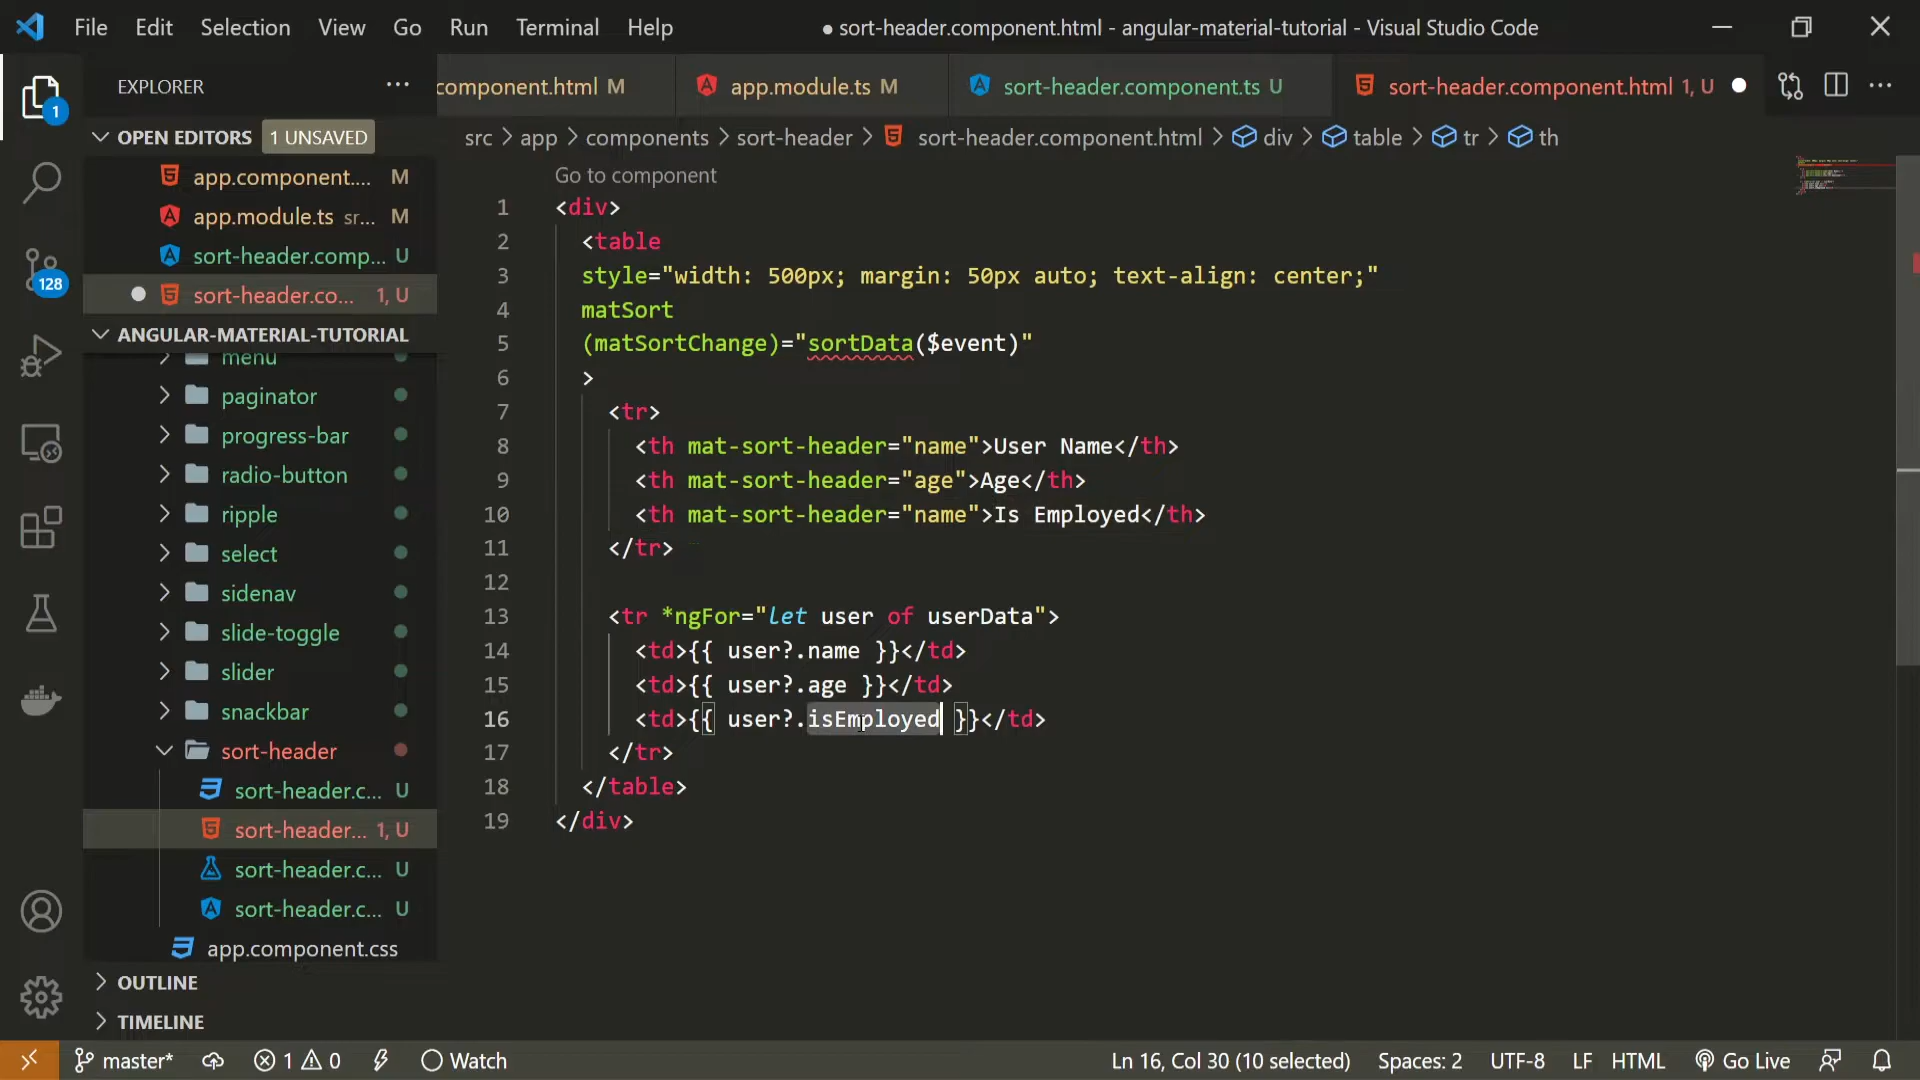 File Edit Selection View Go Run Terminal Help
● sort-header.component.html - angular-material-tutorial - Visual Studio Code
EXPLORER ...
component.html M
app.module.ts M
sort-header.component.ts U
sort-header.component.html 1, U
1
OPEN EDITORS 1 UNSAVED
app.component.... M
app.module.ts sr... M
sort-header.comp... U
sort-header.co... 1, U
128
ANGULAR-MATERIAL-TUTORIAL
menu
paginator
progress-bar
radio-button
ripple
select
sidenav
slide-toggle
slider
snackbar
sort-header
sort-header.c... U
sort-header... 1, U
sort-header.c... U
sort-header.c... U
app.component.css
OUTLINE
TIMELINE
src > app > components > sort-header > sort-header.component.html > div > table > tr > th
Go to component
1 <div>
2 <table
3 style="width: 500px; margin: 50px auto; text-align: center;"
4 matSort
5 (matSortChange)="sortData($event)"
6 >
7 <tr>
8 <th mat-sort-header="name">User Name</th>
9 <th mat-sort-header="age">Age</th>
10 <th mat-sort-header="name">Is Employed</th>
11 </tr>
12
13 <tr *ngFor="let user of userData">
14 <td>{{ user?.name }}</td>
15 <td>{{ user?.age }}</td>
16 <td>{{ user?.isEmployed }}</td>
17 </tr>
18 </table>
19 </div>
master* 1 0 Watch
Ln 16, Col 30 (10 selected) Spaces: 2 UTF-8 LF HTML Go Live